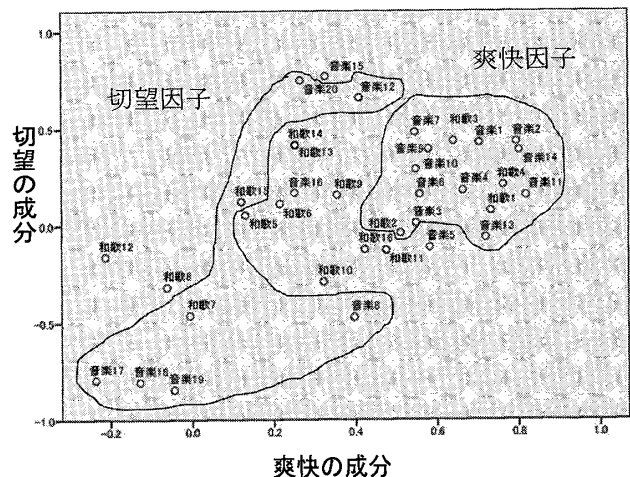 1.0
音楽15
爽快因子
音楽20
音楽12
切望因子
0.5
和歌14
和歌13
音楽7
和歌3
音楽1
音楽2
音楽9
音楽14
音楽10
音楽16
和歌9
音楽6
音楽4
和歌4
音楽11
和歌15
和歌6
和歌5
和歌1
0.0
和歌2
音楽3
音楽13
和歌16
音楽5
和歌11
和歌12
和歌8
和歌10
和歌7
音楽8
-0.5
音楽17
音楽18
音楽19
-1.0
-0.2
0.0
0.2
0.4
0.6
0.8
1.0
切望の成分
爽快の成分